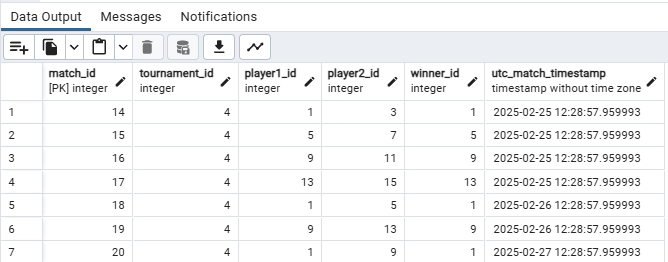 Data Output Messages Notifications
match_id tournament_id player1_id player2_id winner_id utc_match_timestamp
[PK] integer integer integer integer integer timestamp without time zone
1 14 4 1 3 1 2025-02-25 12:28:57.959993
2 15 4 5 7 5 2025-02-25 12:28:57.959993
3 16 4 9 11 9 2025-02-25 12:28:57.959993
4 17 4 13 15 13 2025-02-25 12:28:57.959993
5 18 4 1 5 1 2025-02-26 12:28:57.959993
6 19 4 9 13 9 2025-02-26 12:28:57.959993
7 20 4 1 9 1 2025-02-27 12:28:57.959993